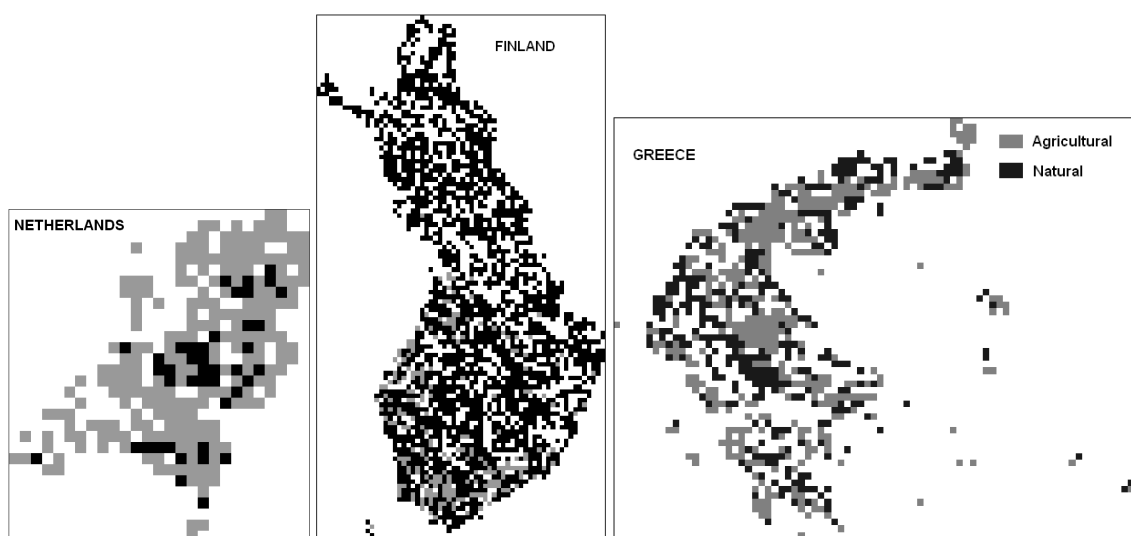 NETHERLANDS
FINLAND
GREECE
Agricultural
Natural